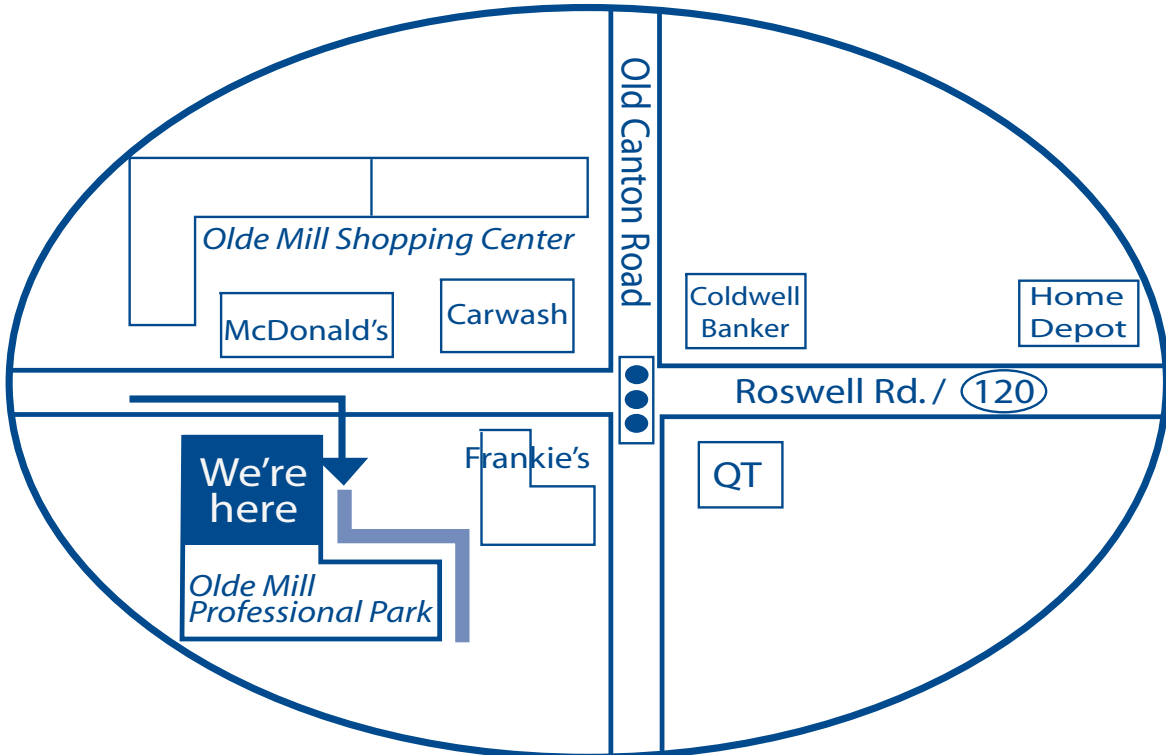 Old Canton Road
Olde Mill Shopping Center
McDonald's
Carwash
Coldwell
Banker
Home
Depot
Roswell Rd. / 120
We're
here
Frankie's
QT
Olde Mill
Professional Park